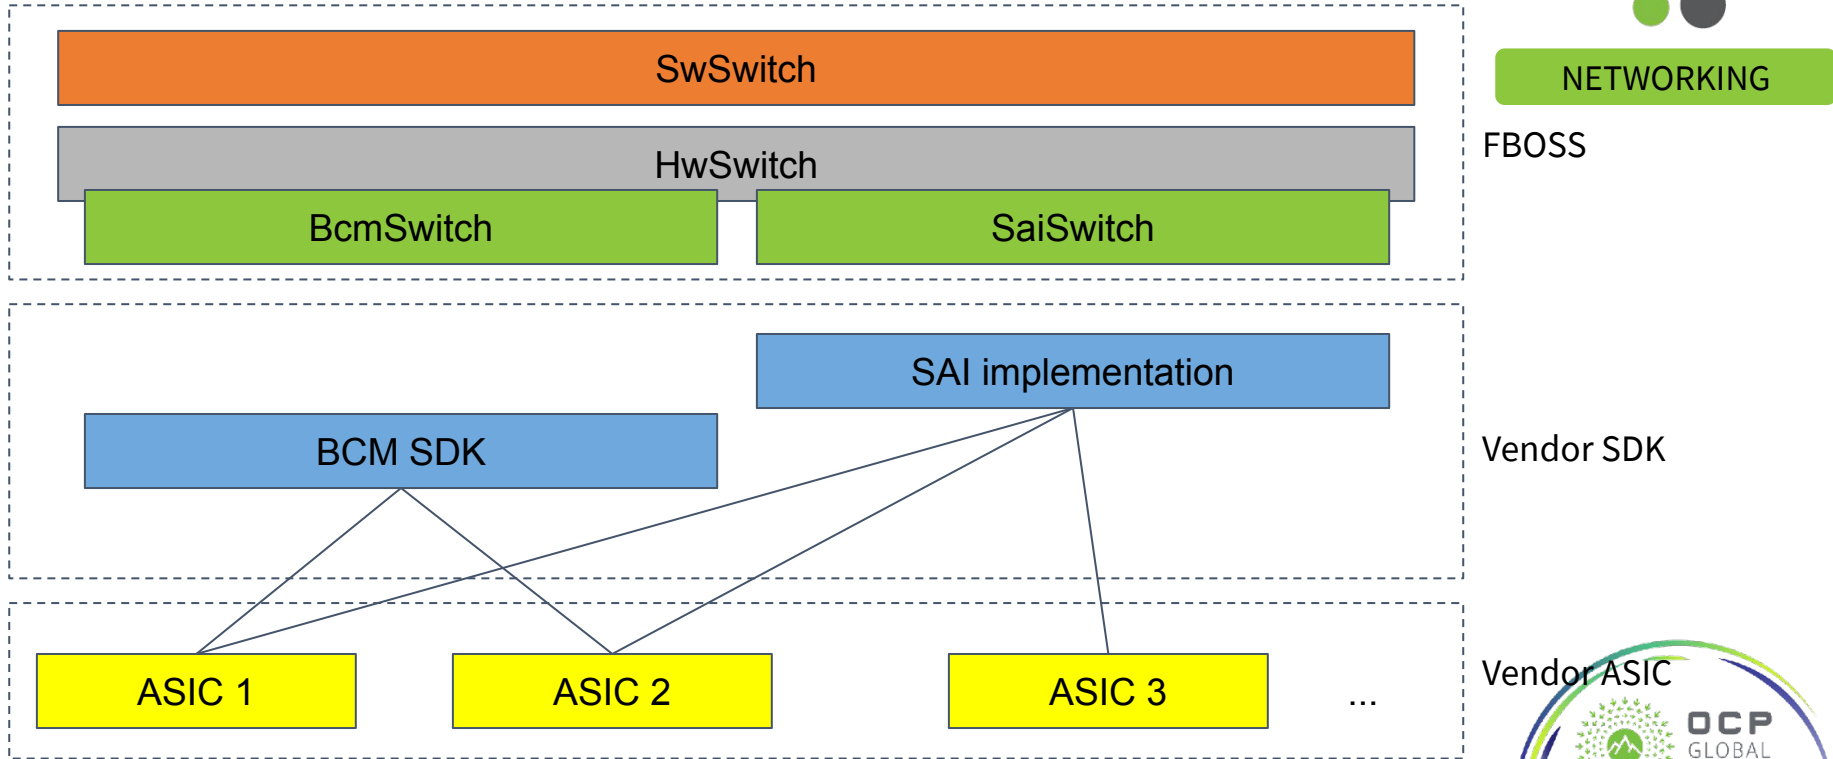 SwSwitch
NETWORKING
HwSwitch
FBOSS
BcmSwitch
SaiSwitch
SAI implementation
BCM SDK
Vendor SDK
ASIC 1
ASIC 2
ASIC 3
...
Vendor ASIC
OCP
GLOBAL